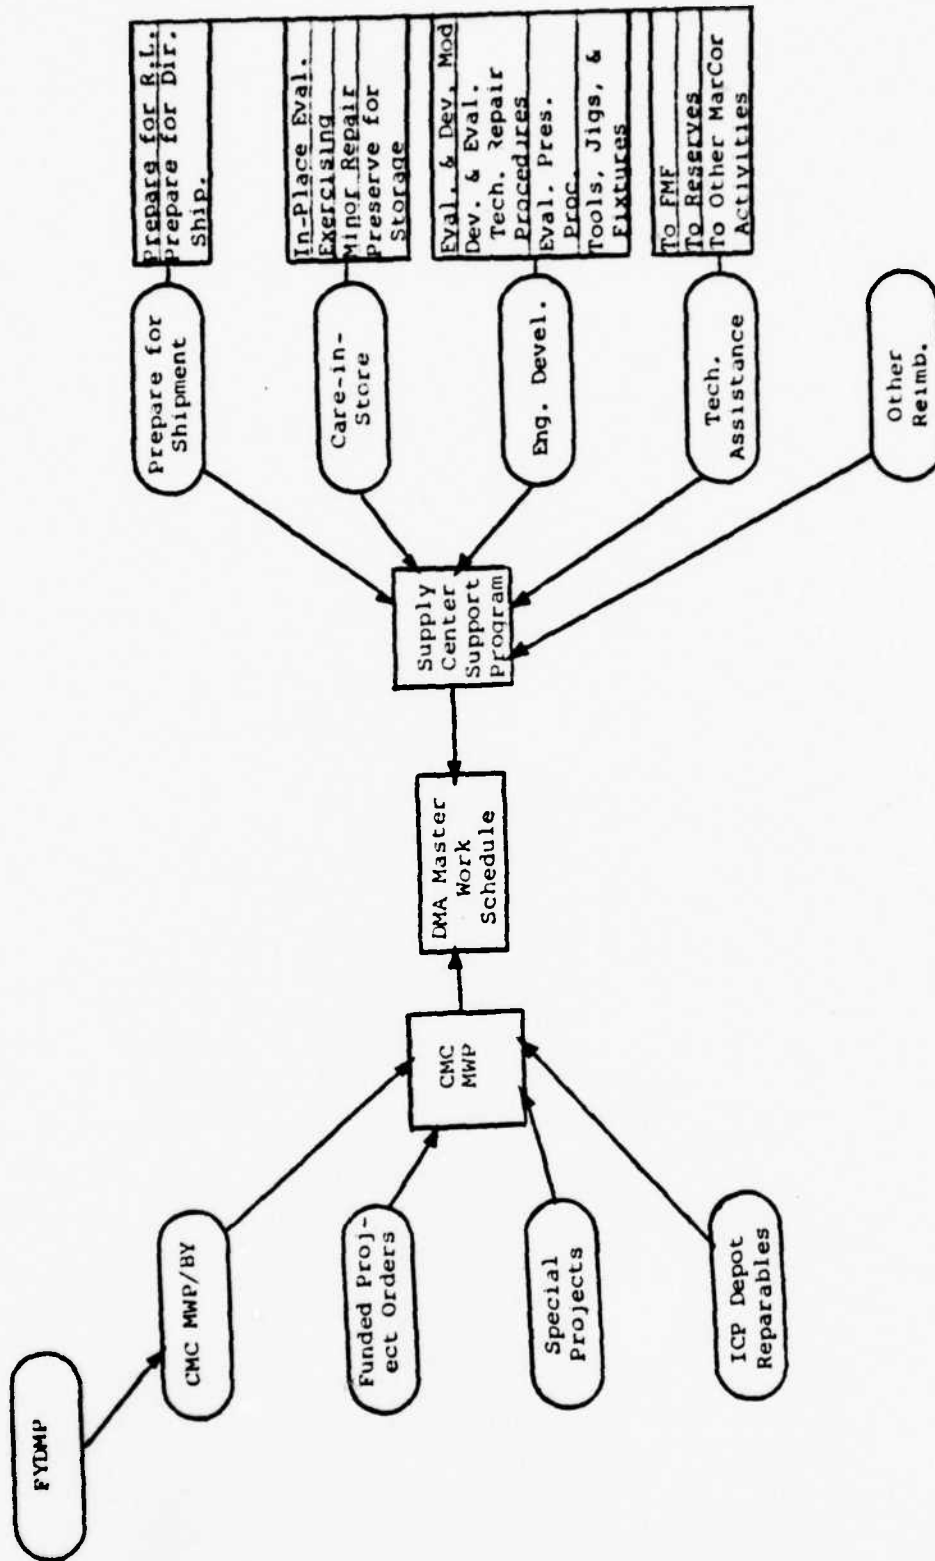 FYDMP
CMC MWP/BY
Funded Proj-
ect Orders
Special
Projects
ICP Depot
Reparables
CMC
MWP
DMA Master
Work
Schedule
Supply
Center
Support
Program
Prepare for
Shipment
Care-in-
Store
Eng. Devel.
Tech.
Assistance
Other
Reimb.
Prepare for R.L.
Prepare for Dir.
Ship.
In-Place Eval.
Exercising
Minor Repair
Preserve for
Storage
Eval. & Dev. Mod
Dev. & Eval.
Tech. Repair
Procedures
Eval. Pres.
Proc.
Tools, Jigs, &
Fixtures
To FMF
To Reserves
To Other MarCor
Activities